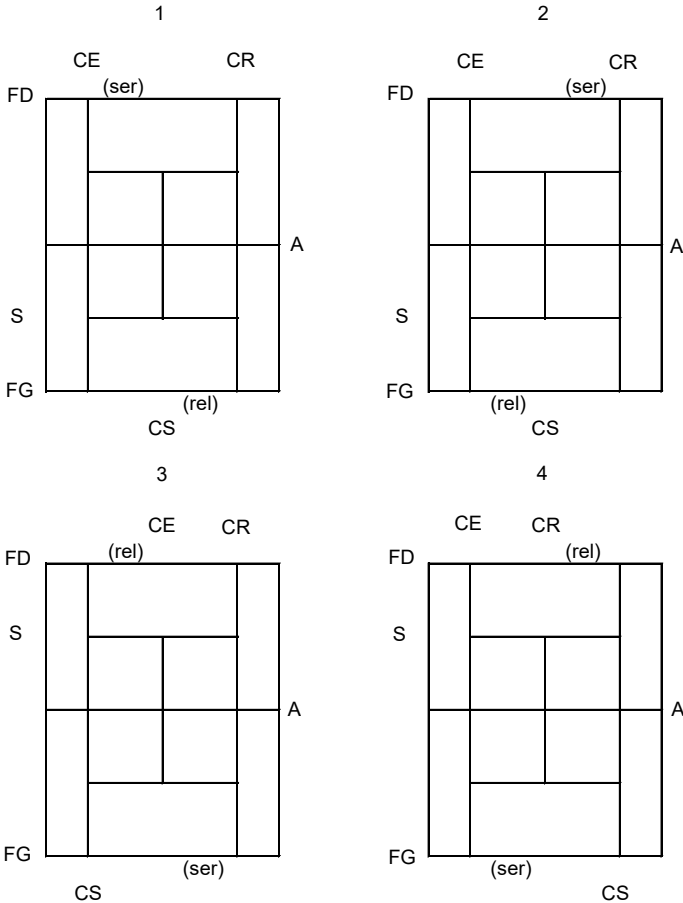 1
CE CR
(ser)
FD
A
S
FG
(rel)
CS
2
CE CR
(ser)
FD
A
S
FG
(rel)
CS
3
CE CR
(rel)
FD
S
A
FG
(ser)
CS
4
CE CR
(rel)
FD
S
A
FG
(ser)
CS